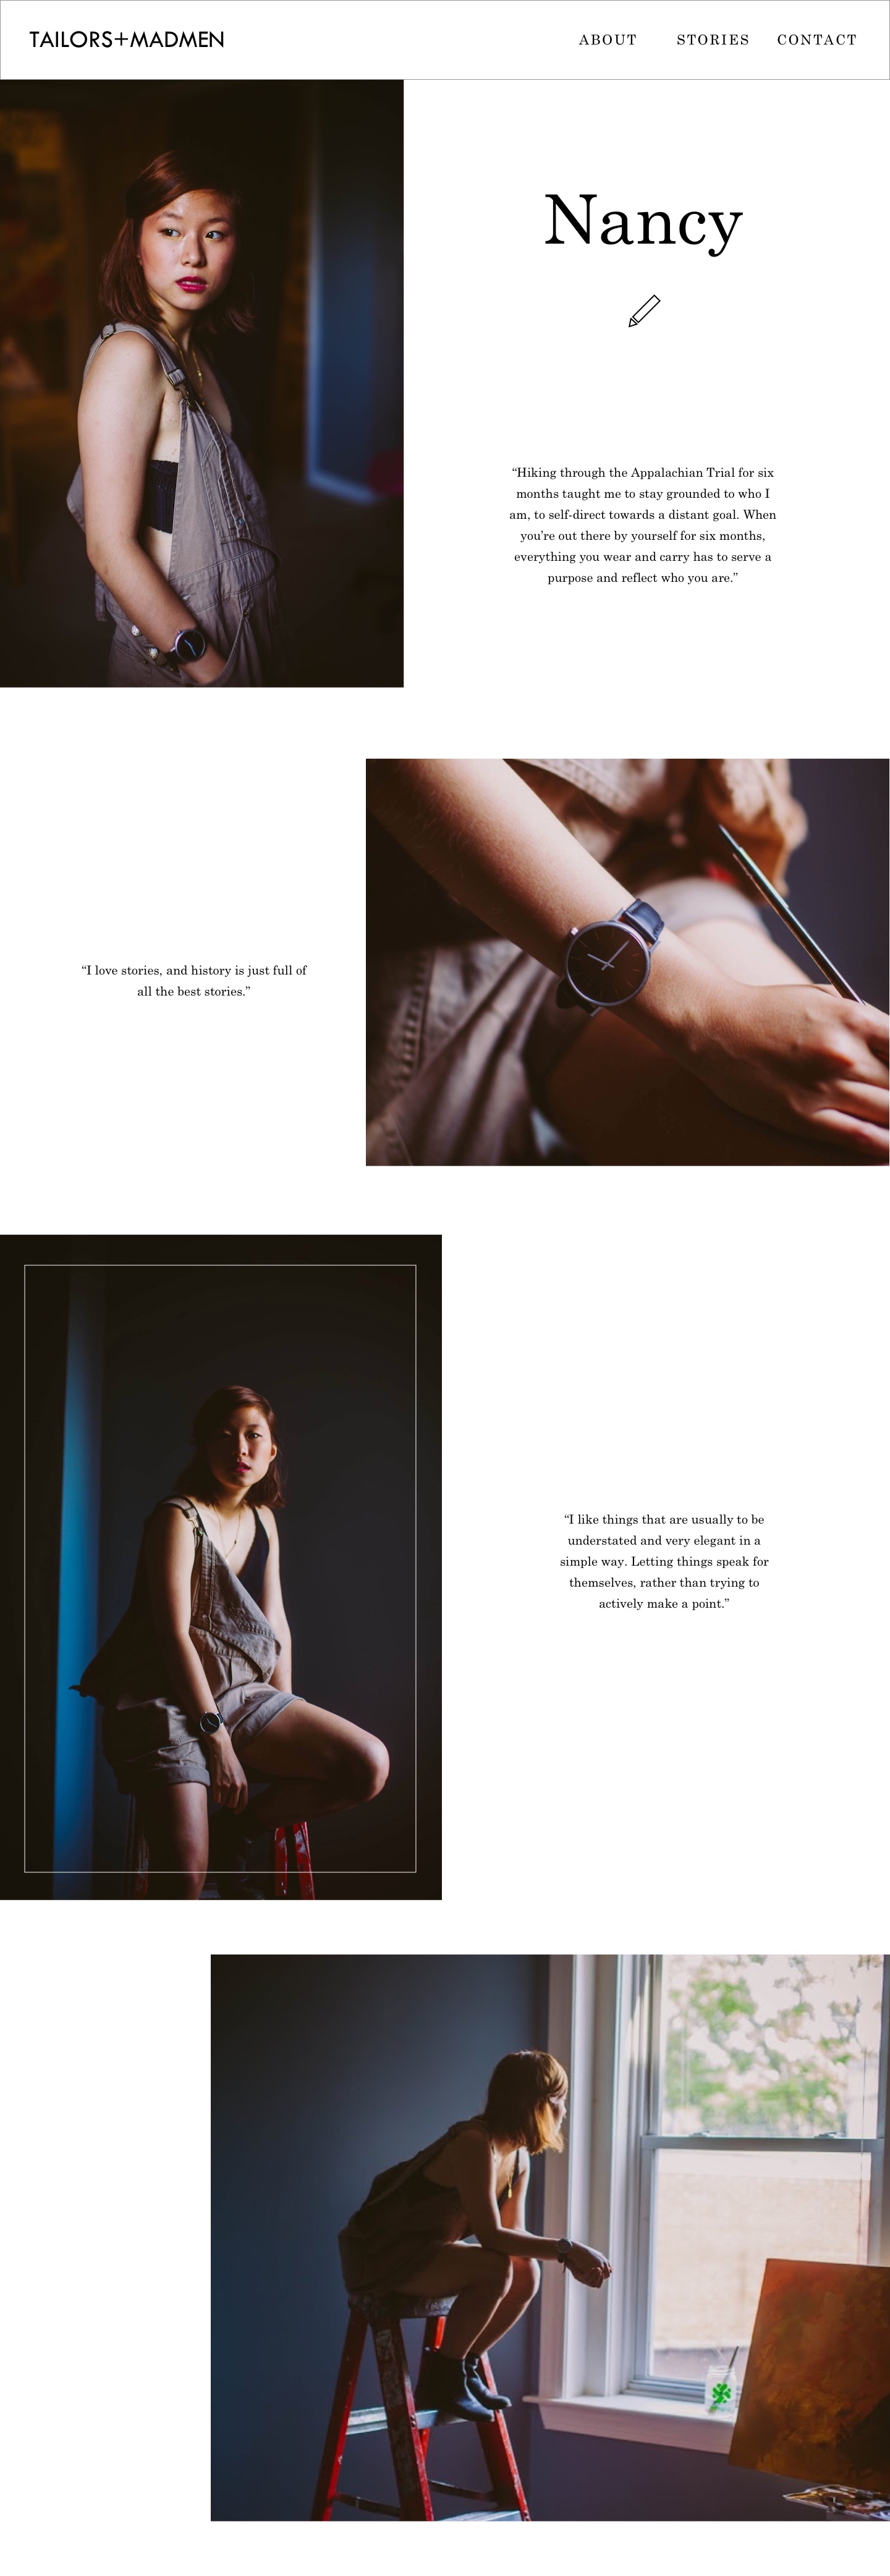 TAILORS+MADMEN
ABOUT STORIES CONTACT
Nancy
“Hiking through the Appalachian Trial for six
months taught me to stay grounded to who I
am, to self-direct towards a distant goal. When
you’re out there by yourself for six months,
everything you wear and carry has to serve a
purpose and reflect who you are.”
“I love stories, and history is just full of
all the best stories.”
“I like things that are usually to be
understated and very elegant in a
simple way. Letting things speak for
themselves, rather than trying to
actively make a point.”